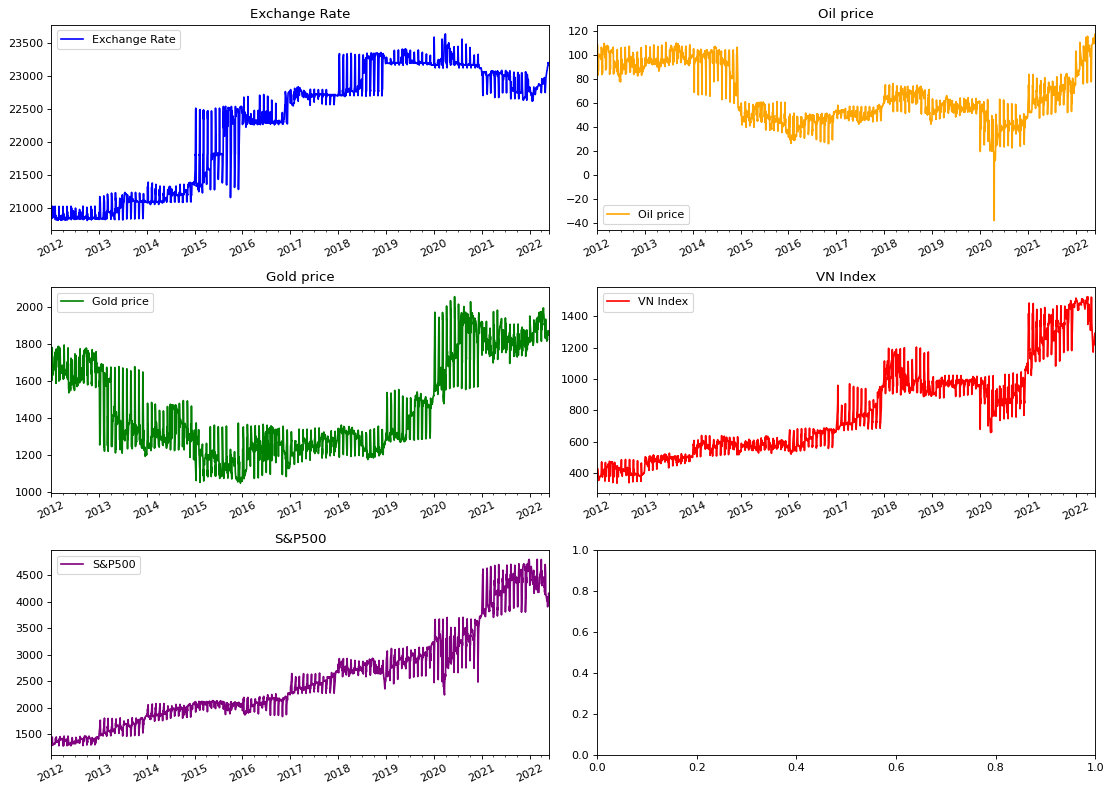 Exchange Rate
Exchange Rate
23500
23000
22500
22000
21500
21000
2012 2013 2014 2015 2016 2017 2018 2019 2020 2021 2022
Oil price
Oil price
120
100
80
60
40
20
0
−20
−40
2012 2013 2014 2015 2016 2017 2018 2019 2020 2021 2022
Gold price
Gold price
2000
1800
1600
1400
1200
1000
2012 2013 2014 2015 2016 2017 2018 2019 2020 2021 2022
VN Index
VN Index
1400
1200
1000
800
600
400
2012 2013 2014 2015 2016 2017 2018 2019 2020 2021 2022
S&P500
S&P500
4500
4000
3500
3000
2500
2000
1500
2012 2013 2014 2015 2016 2017 2018 2019 2020 2021 2022
1.0
0.8
0.6
0.4
0.2
0.0
0.0 0.2 0.4 0.6 0.8 1.0